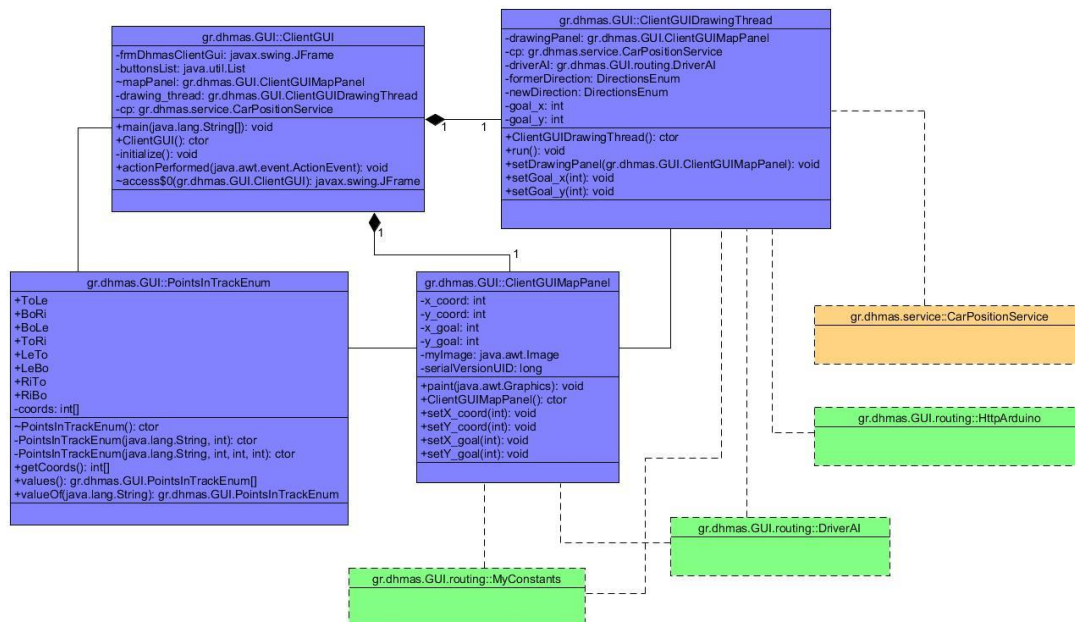 gr.dhmas.GUI::ClientGUI
-frmDhmasClientGui: javax.swing.JFrame
-buttonsList: java.util.List
~mapPanel: gr.dhmas.GUI.ClientGUIMapPanel
-drawing_thread: gr.dhmas.GUI.ClientGUIDrawingThread
-cp: gr.dhmas.service.CarPositionService
+main(java.lang.String[]): void
+ClientGUI(): ctor
-initialize(): void
+actionPerformed(java.awt.event.ActionEvent): void
~access$0(gr.dhmas.GUI.ClientGUI): javax.swing.JFrame
1
1
gr.dhmas.GUI::ClientGUIDrawingThread
-drawingPanel: gr.dhmas.GUI.ClientGUIMapPanel
-cp: gr.dhmas.service.CarPositionService
-driverAI: gr.dhmas.GUI.routing.DriverAI
-formerDirection: DirectionsEnum
-newDirection: DirectionsEnum
-goal_x: int
-goal_y: int
+ClientGUIDrawingThread(): ctor
+run(): void
+setDrawingPanel(gr.dhmas.GUI.ClientGUIMapPanel): void
+setGoal_x(int): void
+setGoal_y(int): void
1
1
gr.dhmas.GUI::PointsInTrackEnum
+ToLe
+BoRi
+BoLe
+ToRi
+LeTo
+LeBo
+RiTo
+RiBo
-coords: int[]
~PointsInTrackEnum(): ctor
-PointsInTrackEnum(java.lang.String, int): ctor
-PointsInTrackEnum(java.lang.String, int, int, int): ctor
+getCoords(): int[]
+values(): gr.dhmas.GUI.PointsInTrackEnum[]
+valueOf(java.lang.String): gr.dhmas.GUI.PointsInTrackEnum
gr.dhmas.GUI::ClientGUIMapPanel
-x_coord: int
-y_coord: int
-x_goal: int
-y_goal: int
-myImage: java.awt.Image
-serialVersionUID: long
+paint(java.awt.Graphics): void
+ClientGUIMapPanel(): ctor
+setX_coord(int): void
+setY_coord(int): void
+setX_goal(int): void
+setY_goal(int): void
gr.dhmas.service::CarPositionService
gr.dhmas.GUI.routing::HttpArduino
gr.dhmas.GUI.routing::DriverAI
gr.dhmas.GUI.routing::MyConstants